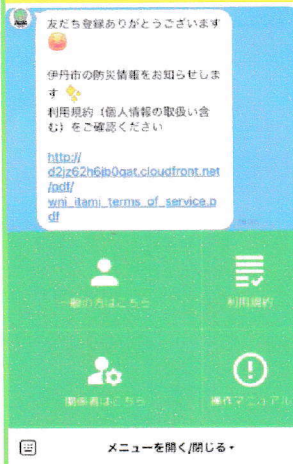 友だち登録ありがとうございます
伊丹市の防災情報をお知らせしま
す
利用規約（個人情報の取扱い含
む）をご確認ください
http://
d2jz62h6jb0qat.cloudfront.net
/pdf/
wni_itami_terms_of_service.p
df
一般の方はこちら
利用規約
関係者はこちら
操作マニュアル
メニューを開く/閉じる